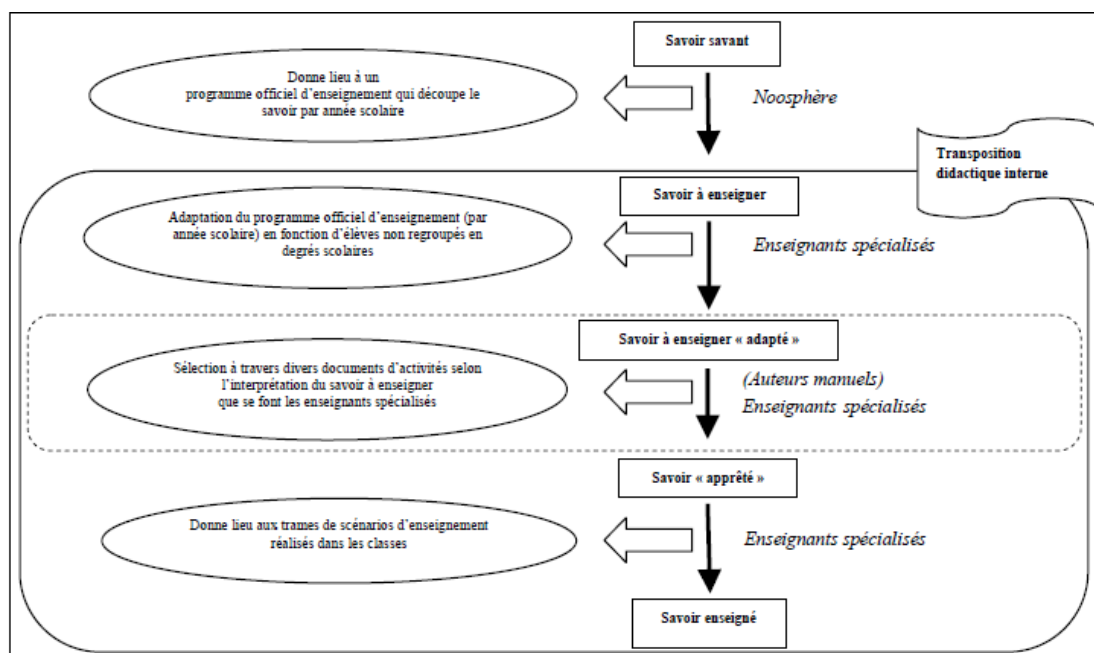 Savoir savant
Donne lieu à un
programme officiel d'enseignement qui découpe le
savoir par année scolaire
Noosphère
Transposition
didactique interne
Savoir à enseigner
Adaptation du programme officiel d'enseignement (par
année scolaire) en fonction d'élèves non regroupés en
degrés scolaires
Enseignants spécialisés
Savoir à enseigner « adapté »
Sélection à travers divers documents d'activités selon
l'interprétation du savoir à enseigner
que se font les enseignants spécialisés
(Auteurs manuels)
Enseignants spécialisés
Savoir « apprêté »
Donne lieu aux trames de scénarios d'enseignement
réalisés dans les classes
Enseignants spécialisés
Savoir enseigné